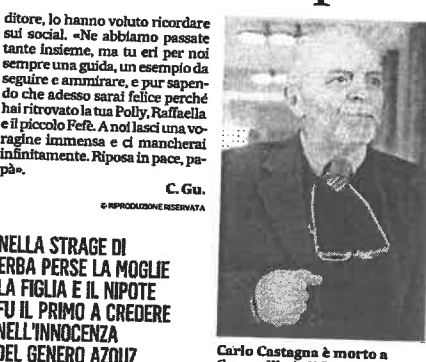 ditore, lo hanno voluto ricordare
sui social. «Ne abbiamo passate
tante insieme, ma tu eri per noi
sempre una guida, un esempio da
seguire e ammirare, e pur sapen-
do che adesso sarai felice perché
hai ritrovato la tua Polly, Raffaella
e il piccolo Fefè. A noi lasci una vo-
ragine immensa e ci mancherai
infinitamente. Riposa in pace, pa-
pà».
C. Gu.
© RIPRODUZIONE RISERVATA
NELLA STRAGE DI
ERBA PERSE LA MOGLIE
LA FIGLIA E IL NIPOTE
FU IL PRIMO A CREDERE
NELL'INNOCENZA
DEL GENERO AZOUZ
Carlo Castagna è morto a